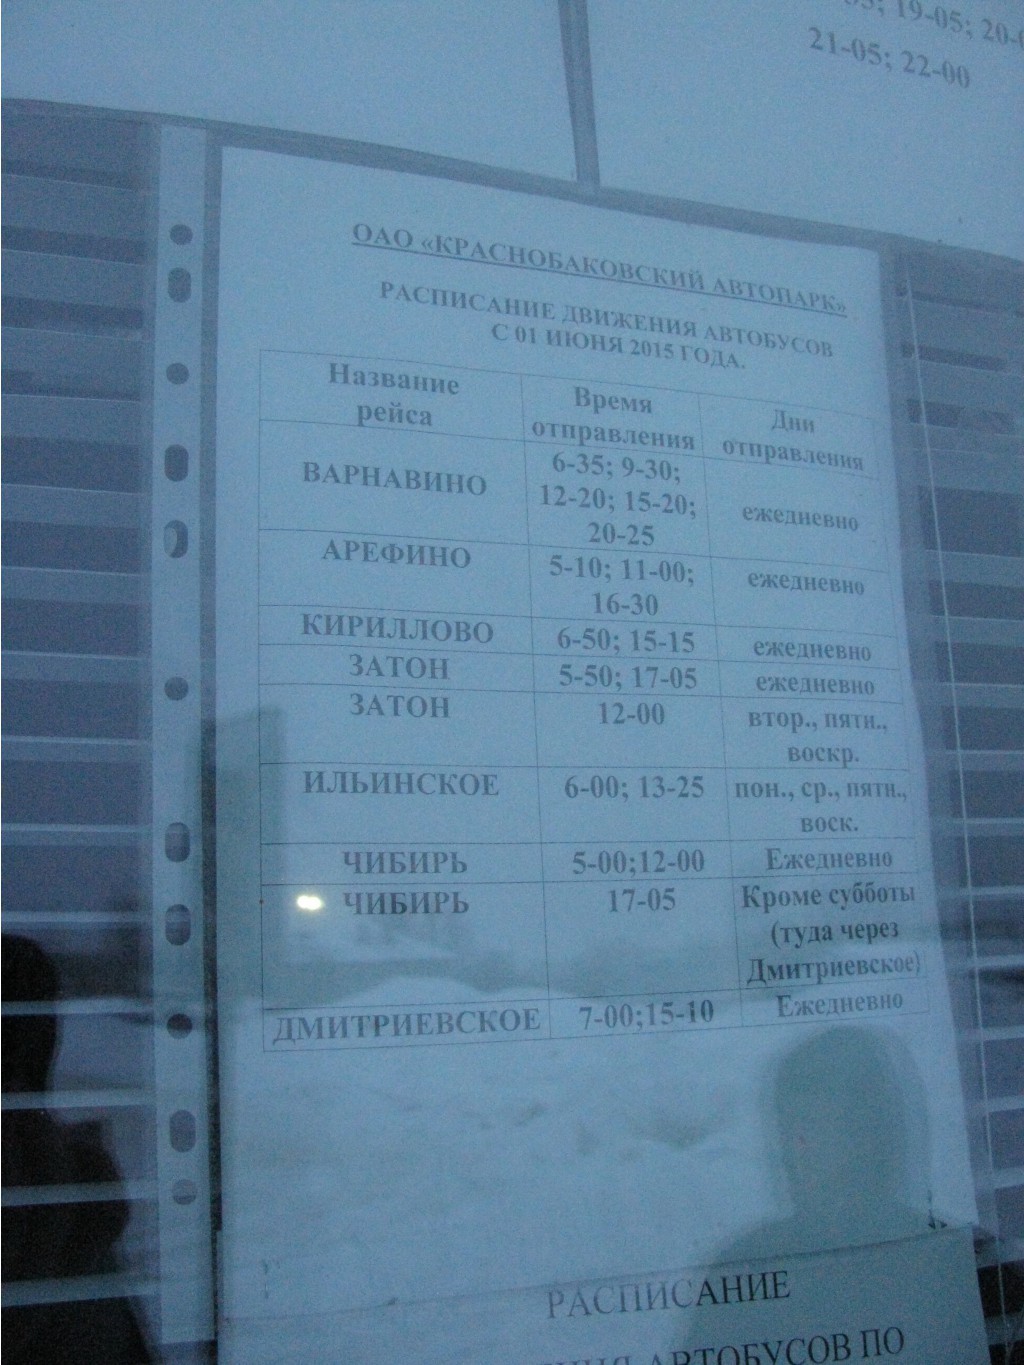 19-05;
21-05; 22-00
ОАО «КРАСНОБАКОВСКИЙ АВТОПАРК»
РАСПИСАНИЕ ДВИЖЕНИЯ АВТОБУСОВ
С 01 ИЮНЯ 2015 ГОДА.
Название
рейса
Время
отправления
Дни
отправления
ВАРНАВИНО
6-35; 9-30;
12-20; 15-20;
20-25
ежедневно
АРЕФИНО
5-10; 11-00;
16-30
ежедневно
КИРИЛЛОВО
6-50; 15-15
ежедневно
ЗАТОН
5-50; 17-05
ежедневно
ЗАТОН
12-00
втор., пятн.,
воскр.
ИЛЬИНСКОЕ
6-00; 13-25
пон., ср., пятн.,
воск.
ЧИБИРЬ
5-00;12-00
Ежедневно
ЧИБИРЬ
17-05
Кроме субботы
(туда через
Дмитриевское)
ДМИТРИЕВСКОЕ
7-00;15-10
Ежедневно
РАСПИСАНИЕ
АВТОБУСОВ ПО